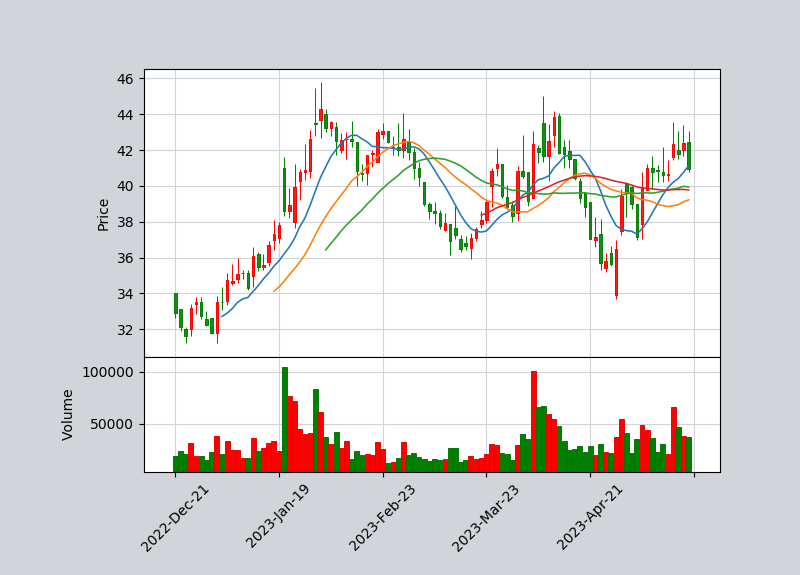 46
44
42
40
38
36
34
32
Price
100000
50000
Volume
2022-Dec-21
2023-Jan-19
2023-Feb-23
2023-Mar-23
2023-Apr-21